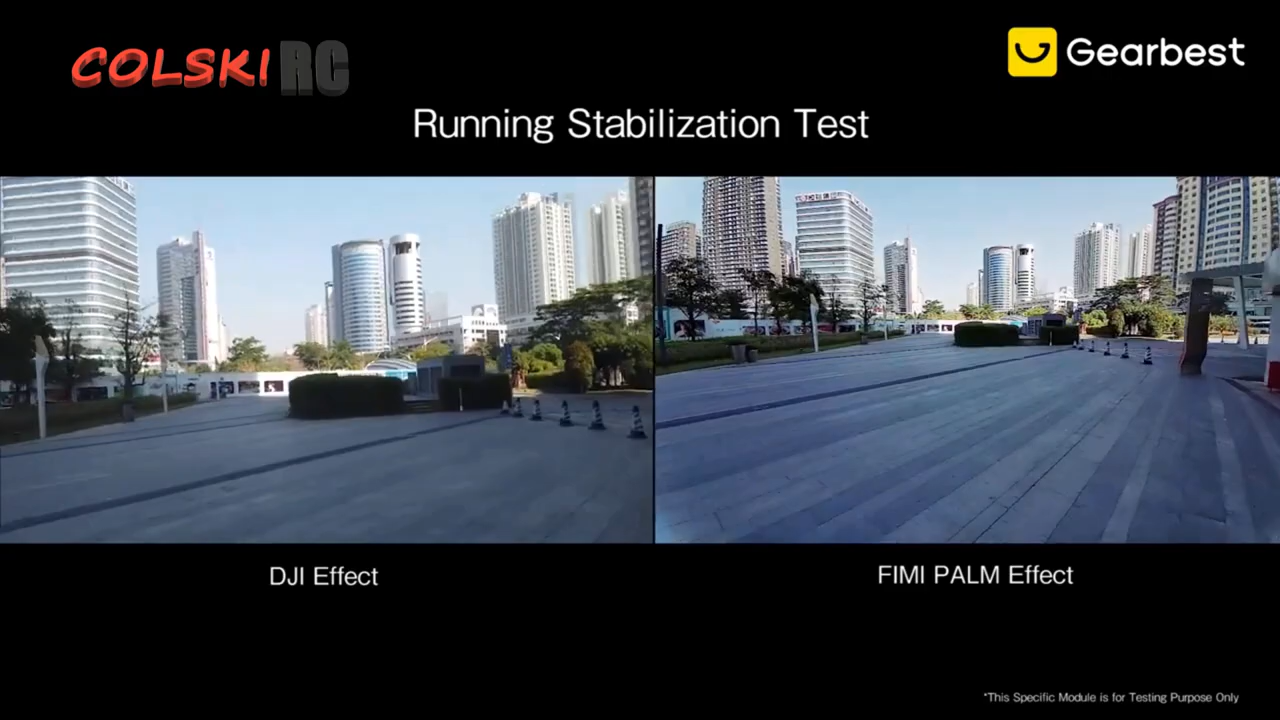 COLSKI RC
Gearbest
Running Stabilization Test
DJI Effect
FIMI PALM Effect
*This Specific Module is for Testing Purpose Only